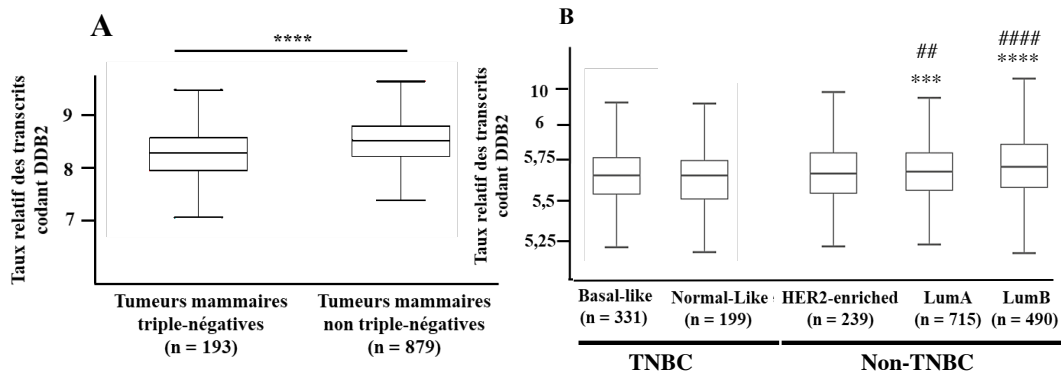 A
****
Taux relatif des transcrits
codant DDB2
9
8
7
Tumeurs mammaires
triple-négatives
(n = 193)
Tumeurs mammaires
non triple-négatives
(n = 879)
B
Taux relatif des transcrits
codant DDB2
10
6
5,75
5,5
5,25
##
***
####
****
Basal-like
(n = 331)
Normal-Like
(n = 199)
HER2-enriched
(n = 239)
LumA
(n = 715)
LumB
(n = 490)
TNBC
Non-TNBC